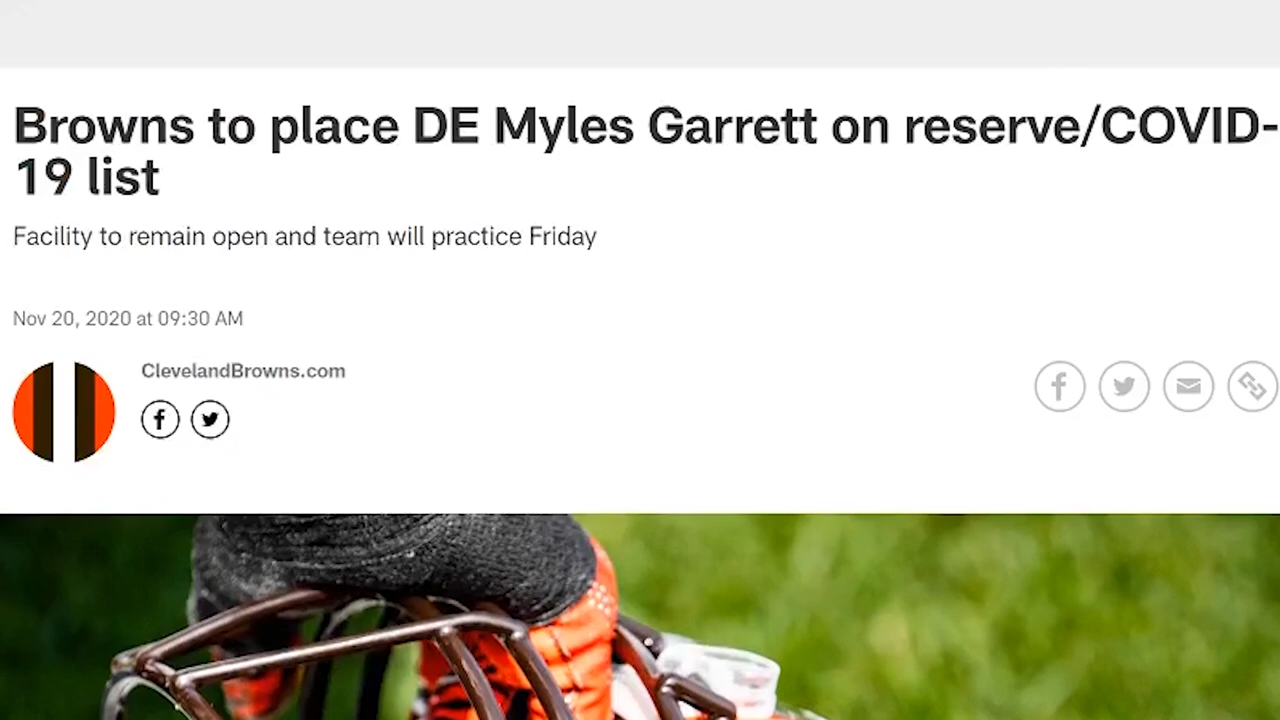 Browns to place DE Myles Garrett on reserve/COVID-
19 list
Facility to remain open and team will practice Friday
Nov 20, 2020 at 09:30 AM
ClevelandBrowns.com